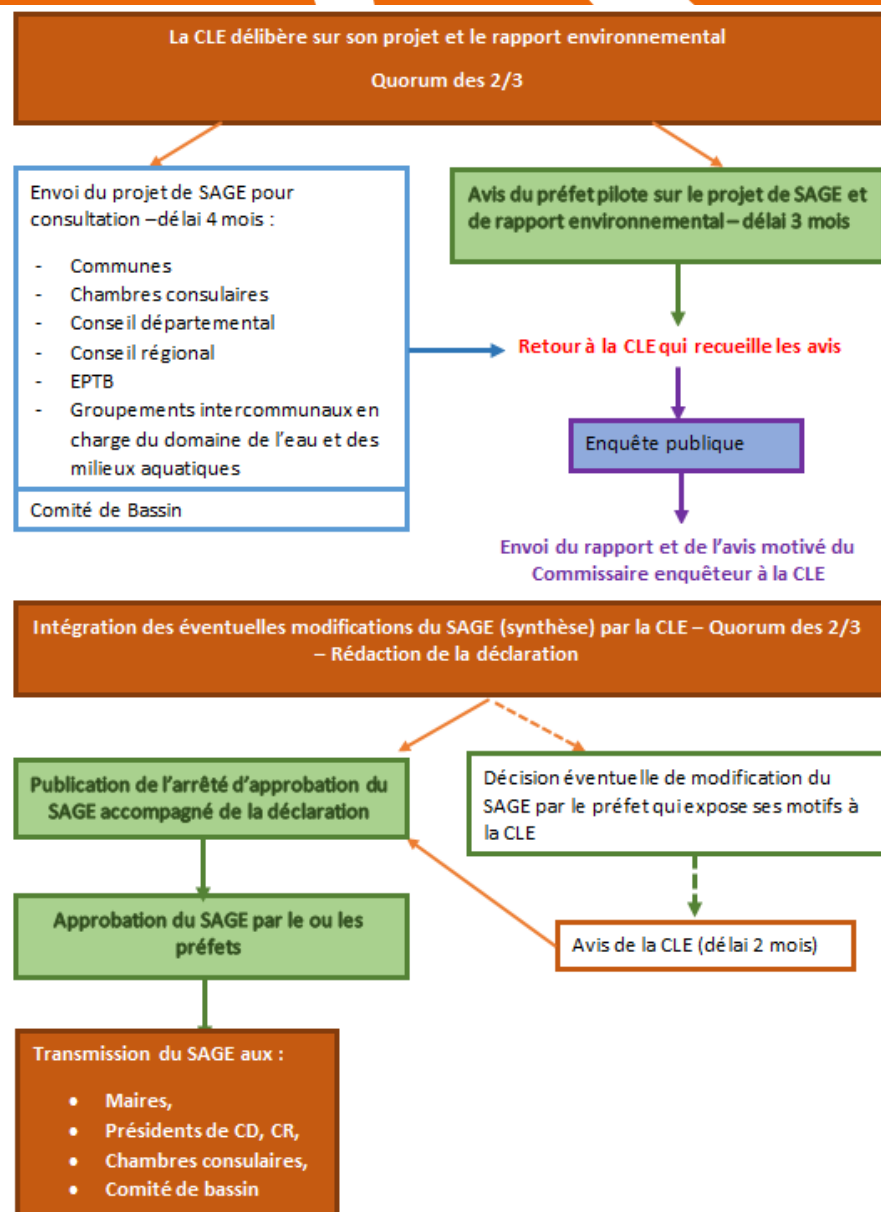 La CLE délibère sur son projet et le rapport environnemental
Quorum des 2/3
Envoi du projet de SAGE pour
consultation –délai 4 mois :
- Communes
- Chambres consulaires
- Conseil départemental
- Conseil régional
- EPTB
- Groupements intercommunaux en
charge du domaine de l'eau et des
milieux aquatiques
Comité de Bassin
Avis du préfet pilote sur le projet de SAGE et
de rapport environnemental – délai 3 mois
Retour à la CLE qui recueille les avis
Enquête publique
Envoi du rapport et de l'avis motivé du
Commissaire enquêteur à la CLE
Intégration des éventuelles modifications du SAGE (synthèse) par la CLE – Quorum des 2/3
– Rédaction de la déclaration
Publication de l'arrêté d'approbation du
SAGE accompagné de la déclaration
Décision éventuelle de modification du
SAGE par le préfet qui expose ses motifs à
la CLE
Approbation du SAGE par le ou les
préfets
Avis de la CLE (délai 2 mois)
Transmission du SAGE aux :
• Maires,
• Présidents de CD, CR,
• Chambres consulaires,
• Comité de bassin